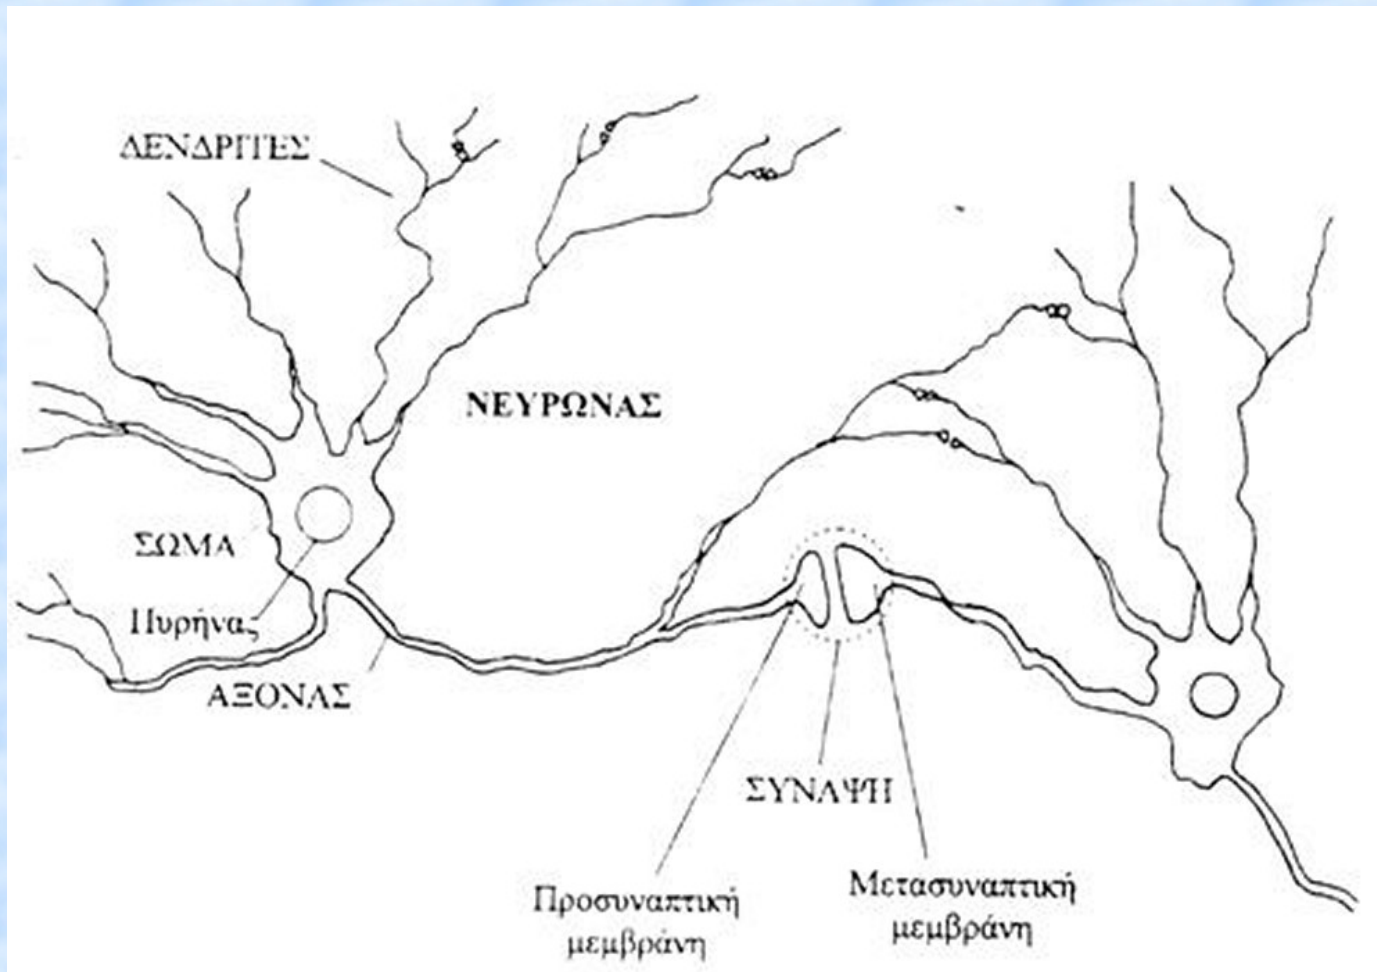 ΔΕΝΔΡΙΤΕΣ
ΝΕΥΡΩΝΑΣ
ΣΩΜΑ
Πυρήνας
ΑΞΟΝΑΣ
ΣΥΝΑΨΗ
Προσυναπτική
μεμβράνη
Μετασυναπτική
μεμβράνη